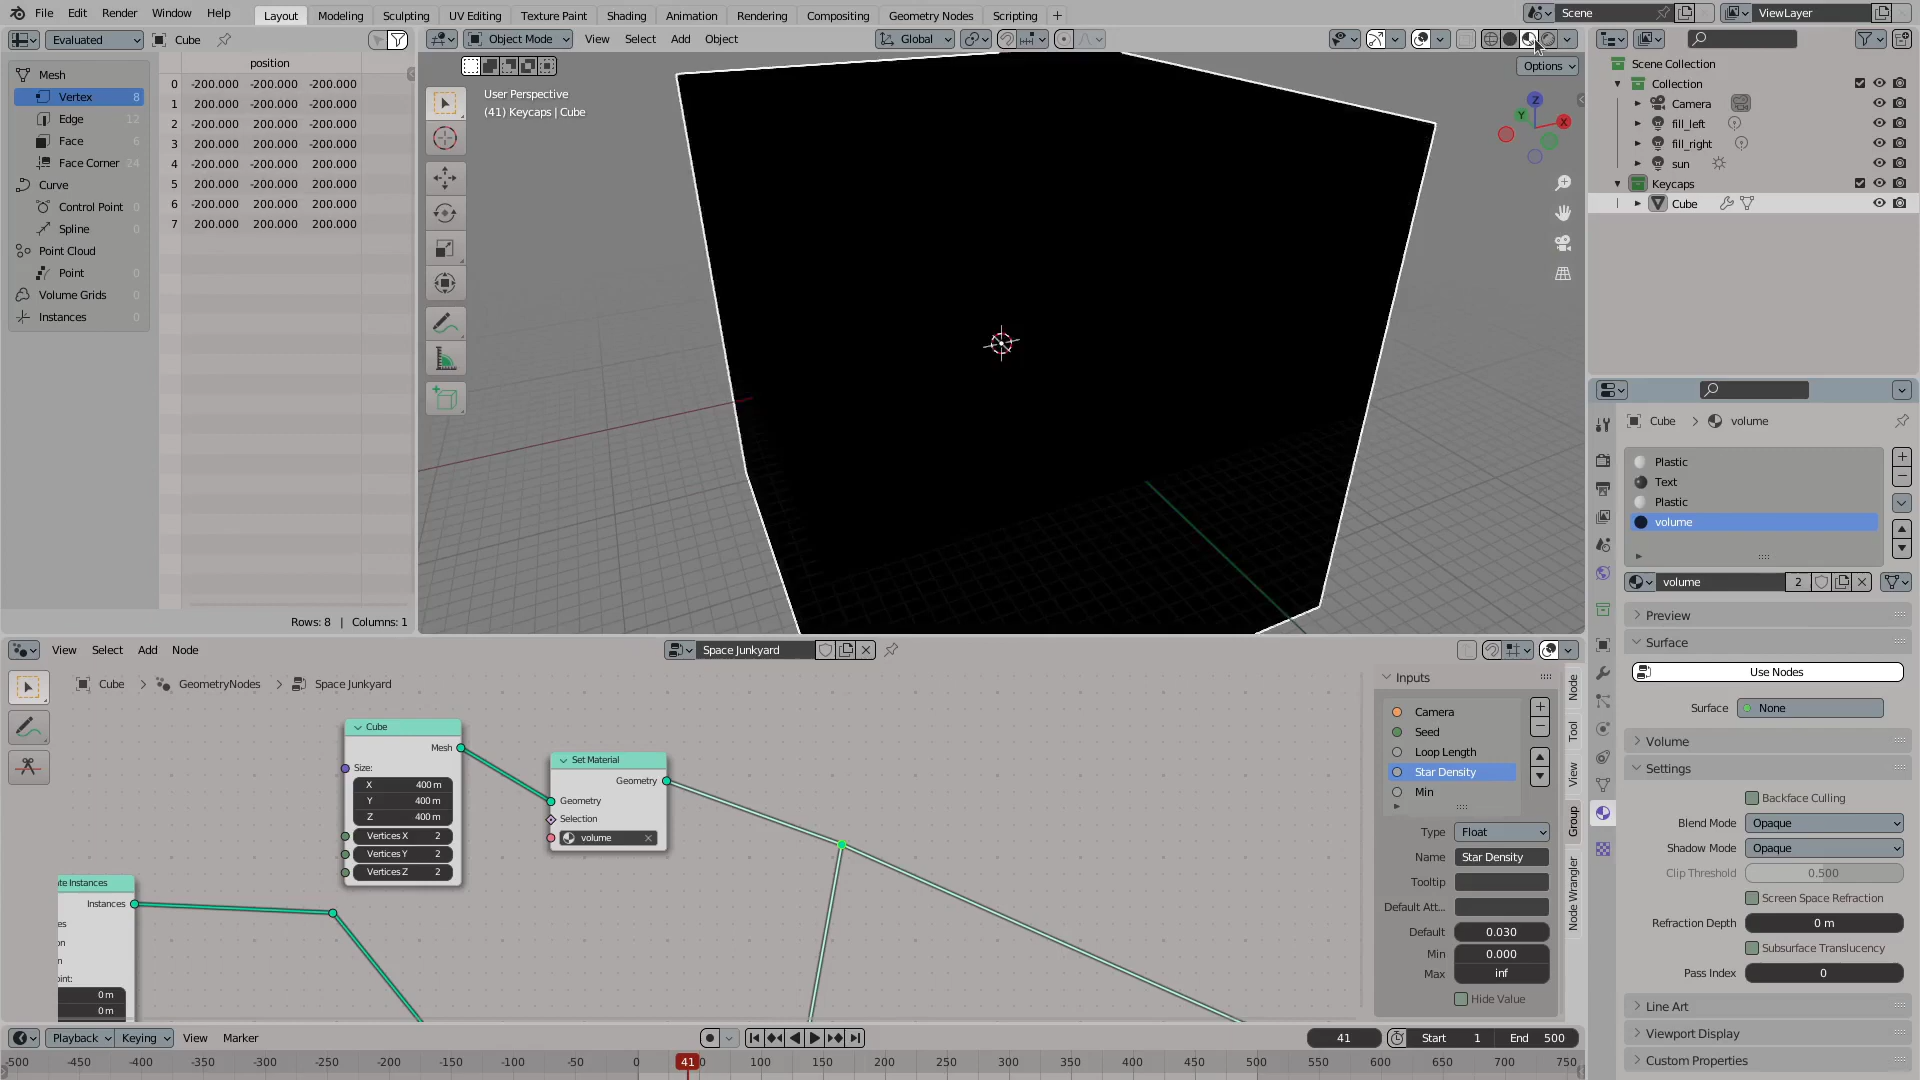 File Edit Render Window Help Layout Modeling Sculpting UV Editing Texture Paint Shading Animation Rendering Compositing Geometry Nodes Scripting + Scene ViewLayer
Evaluated Cube
Object Mode View Select Add Object Global
Options
position
Mesh
Vertex 8
Edge 12
Face 6
Face Corner 24
Curve
Control Point 0
Spline 0
Point Cloud
Point 0
Volume Grids 0
Instances 0
0 -200.000 -200.000 -200.000
1 200.000 -200.000 -200.000
2 -200.000 200.000 -200.000
3 200.000 200.000 -200.000
4 -200.000 -200.000 200.000
5 200.000 -200.000 200.000
6 -200.000 200.000 200.000
7 200.000 200.000 200.000
Rows: 8 | Columns: 1
User Perspective
(41) Keycaps | Cube
Z
Y
X
Scene Collection
Collection
Camera
fill_left
fill_right
sun
Keycaps
Cube
Cube > volume
Plastic
Text
Plastic
volume
volume 2
Preview
Surface
Use Nodes
Surface None
Volume
Settings
Backface Culling
Blend Mode Opaque
Shadow Mode Opaque
Clip Threshold 0.500
Screen Space Refraction
Refraction Depth 0 m
Subsurface Translucency
Pass Index 0
Line Art
Viewport Display
Custom Properties
View Select Add Node Space Junkyard
Cube > GeometryNodes > Space Junkyard
Cube
Mesh
Size:
X 400 m
Y 400 m
Z 400 m
Vertices X 2
Vertices Y 2
Vertices Z 2
Set Material
Geometry
Geometry
Selection
volume
te Instances
Instances
es
on
n
oint:
0 m
0 m
Inputs
Camera
Seed
Loop Length
Star Density
Min
Type Float
Name Star Density
Tooltip
Default Att...
Default 0.030
Min 0.000
Max inf
Hide Value
Node
Tool
View
Group
Node Wrangler
Playback Keying View Marker 41 Start 1 End 500
-500 -450 -400 -350 -300 -250 -200 -150 -100 -50 0 41 100 150 200 250 300 350 400 450 500 550 600 650 700 750